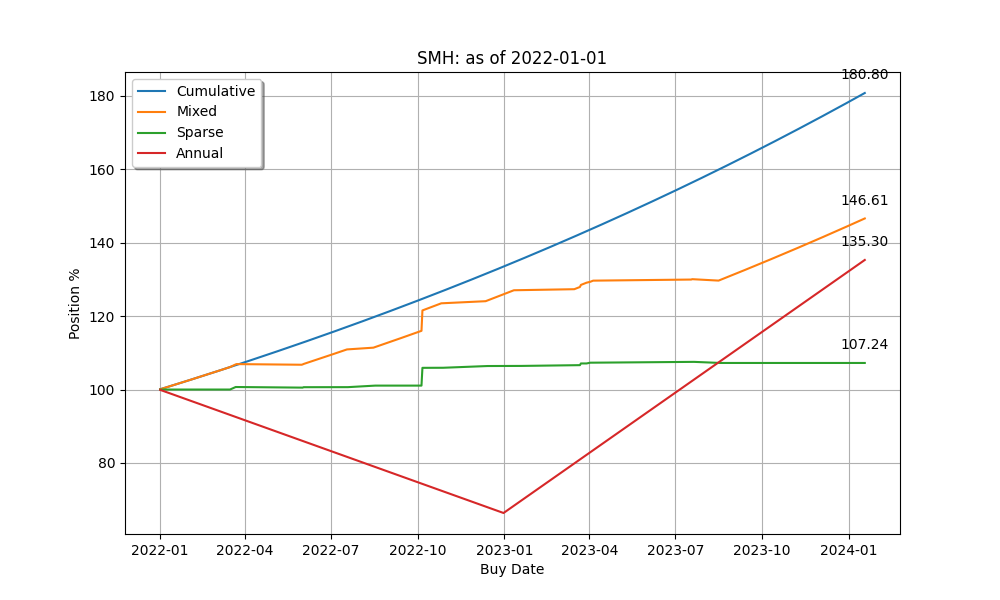 SMH: as of 2022-01-01
Cumulative
Mixed
Sparse
Annual
180.80
146.61
135.30
107.24
Position %
180
160
140
120
100
80
2022-01
2022-04
2022-07
2022-10
2023-01
2023-04
2023-07
2023-10
2024-01
Buy Date